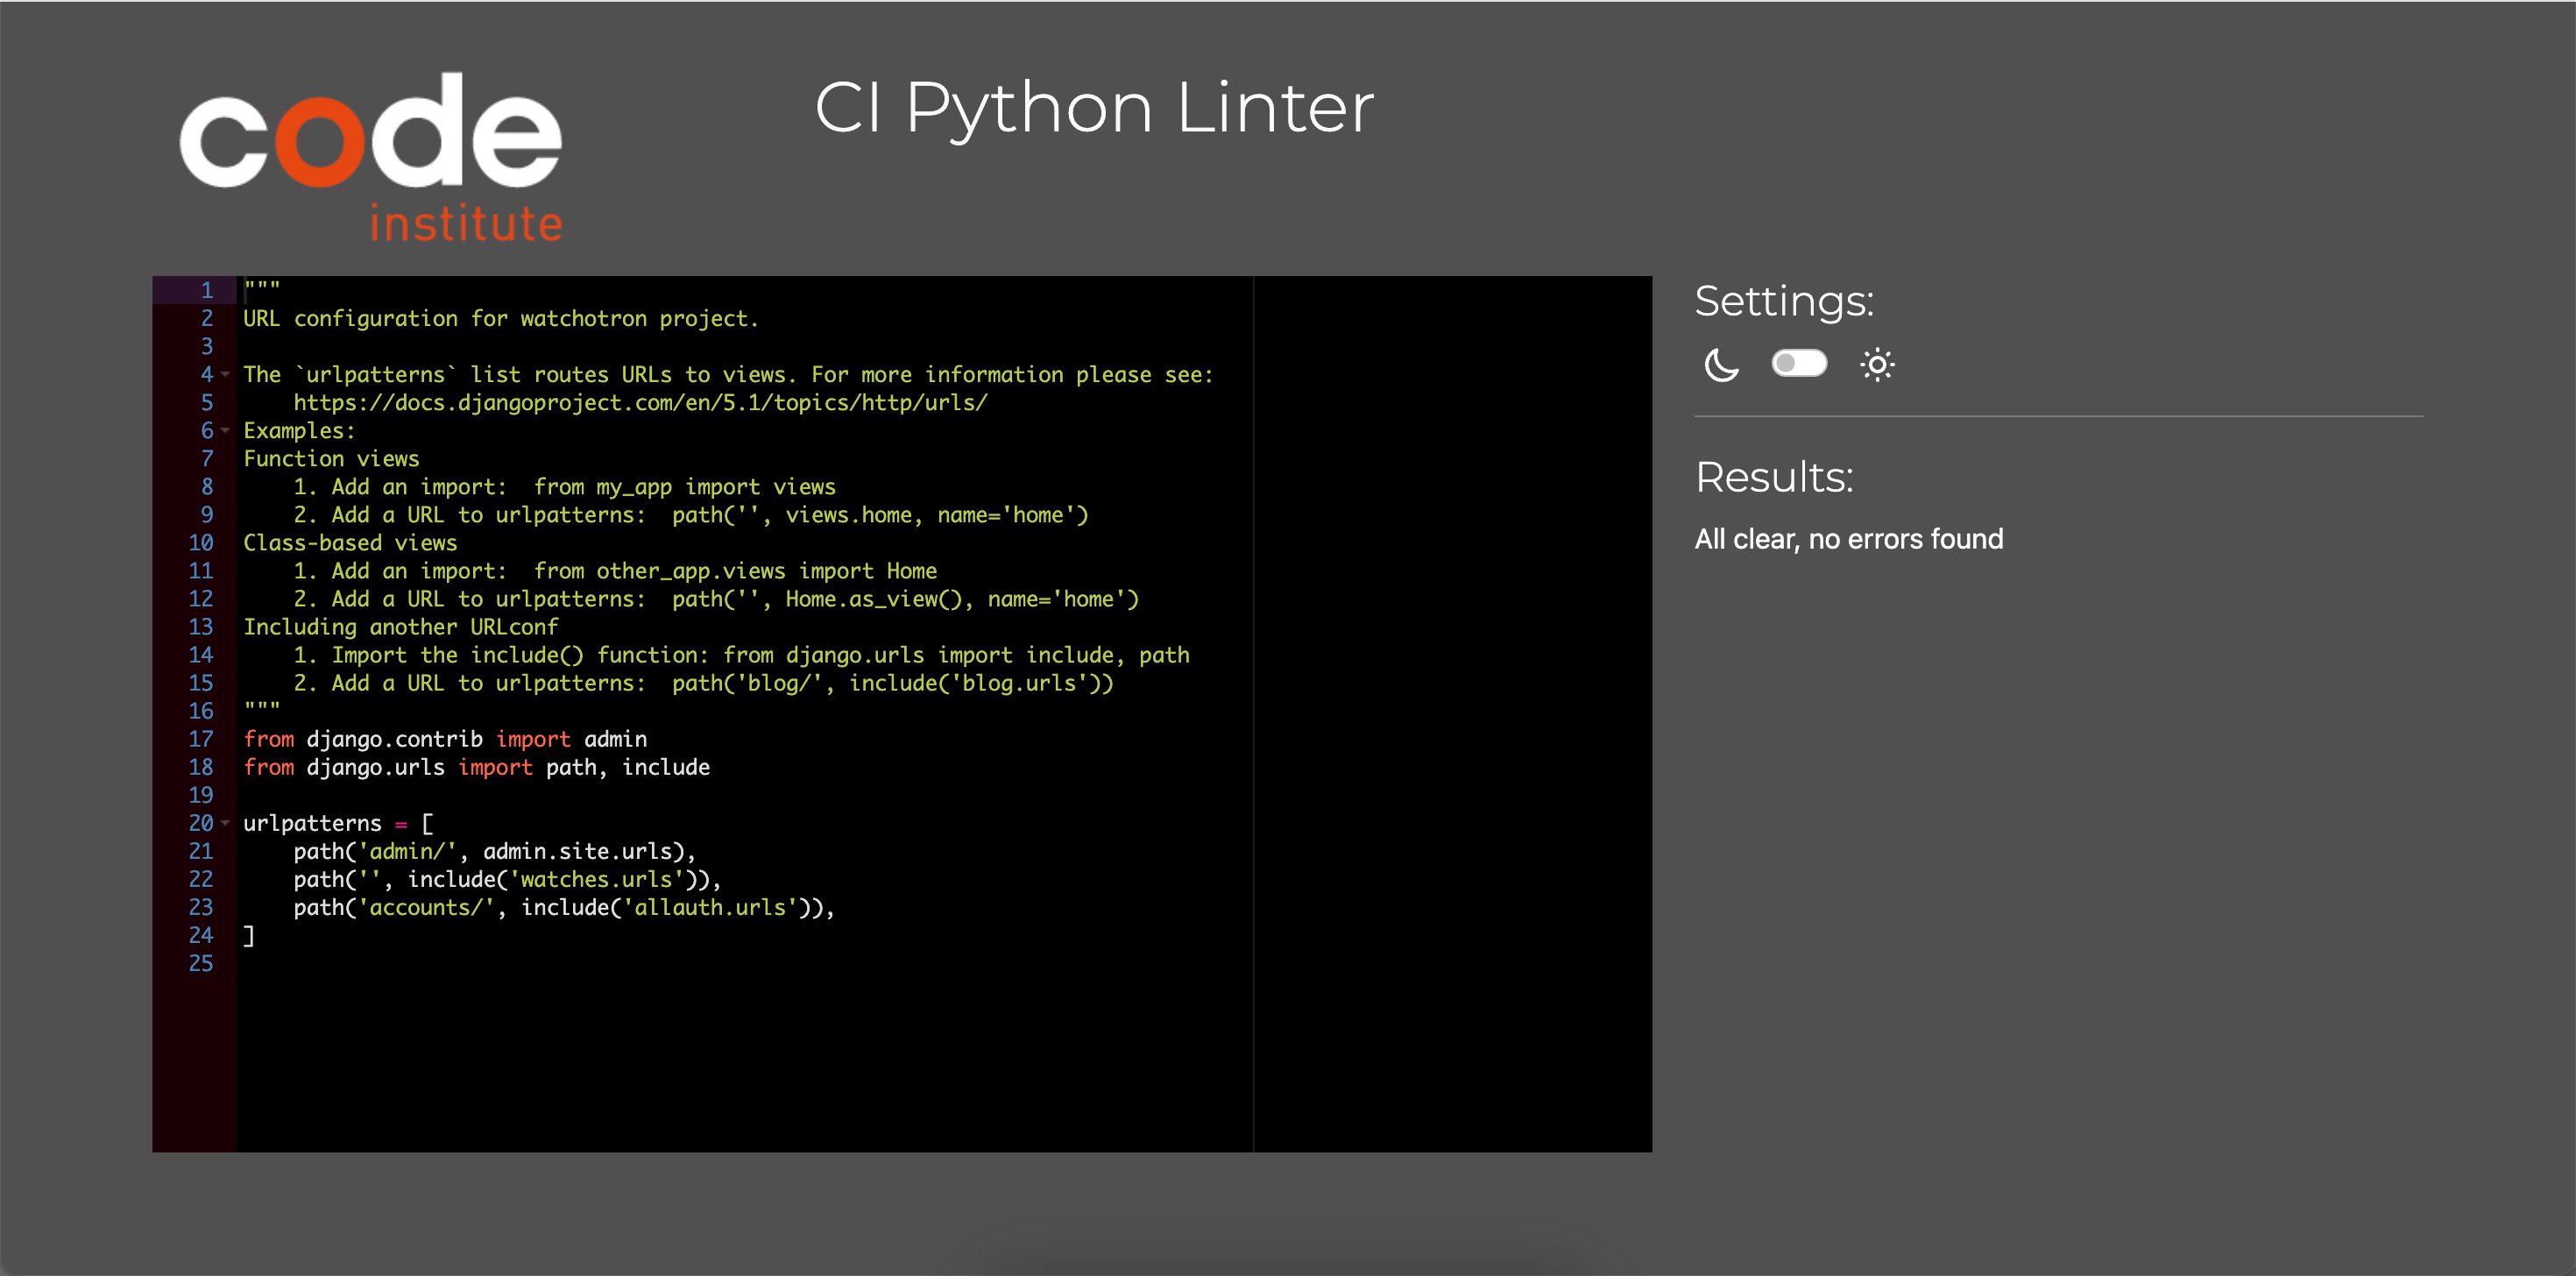 code
institute
CI Python Linter
1 """
2 URL configuration for watchotron project.
3
4 The `urlpatterns` list routes URLs to views. For more information please see:
5     https://docs.djangoproject.com/en/5.1/topics/http/urls/
6 Examples:
7 Function views
8     1. Add an import:  from my_app import views
9     2. Add a URL to urlpatterns:  path('', views.home, name='home')
10 Class-based views
11     1. Add an import:  from other_app.views import Home
12     2. Add a URL to urlpatterns:  path('', Home.as_view(), name='home')
13 Including another URLconf
14     1. Import the include() function: from django.urls import include, path
15     2. Add a URL to urlpatterns:  path('blog/', include('blog.urls'))
16 """
17 from django.contrib import admin
18 from django.urls import path, include
19
20 urlpatterns = [
21     path('admin/', admin.site.urls),
22     path('', include('watches.urls')),
23     path('accounts/', include('allauth.urls')),
24 ]
25
Settings:
Results:
All clear, no errors found